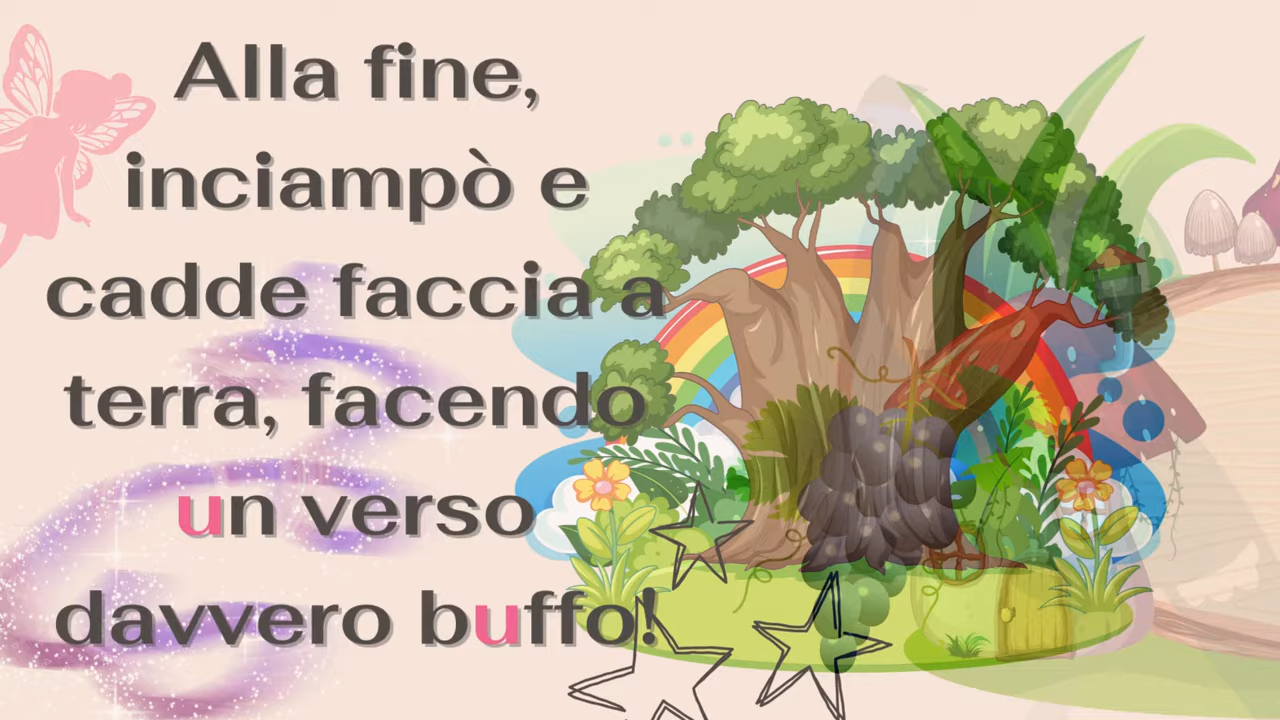 Alla fine,
inciampò e
cadde faccia a
terra, facendo
un verso
davvero buffo!